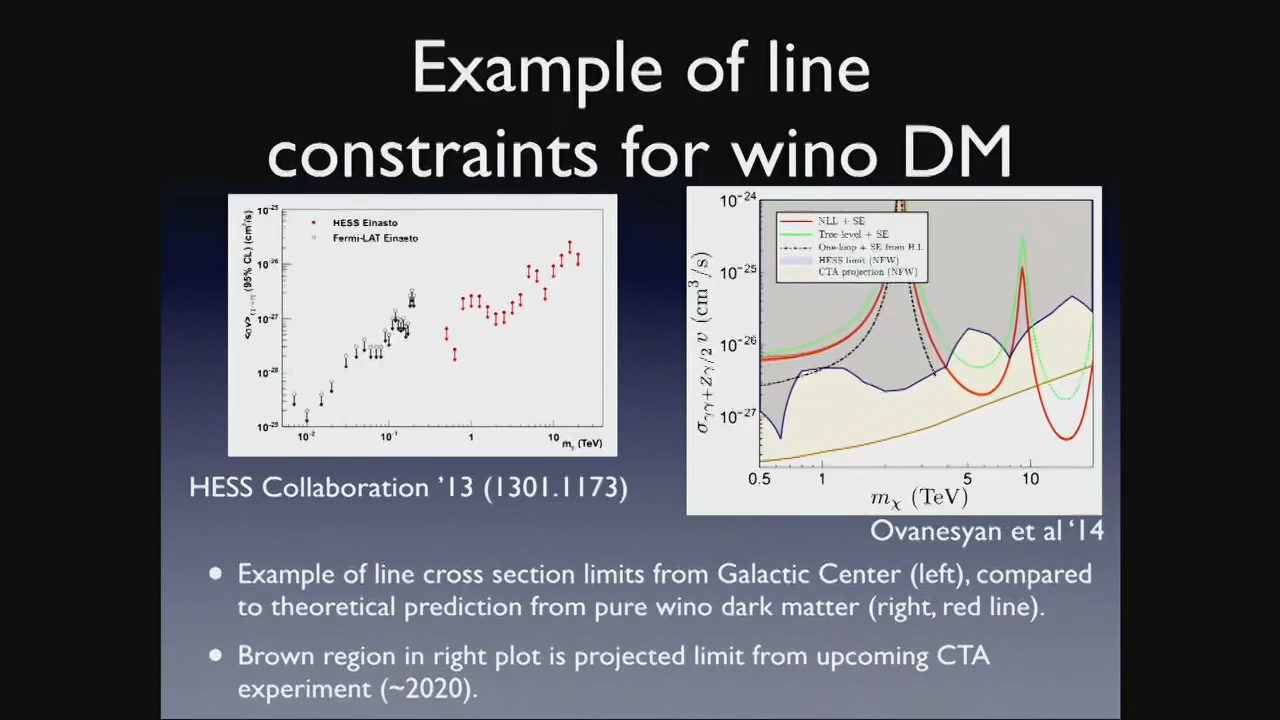 Example of line
constraints for wino DM
<σv>χχ→γγ (95% CL) (cm³/s)
10⁻²⁵
10⁻²⁶
10⁻²⁷
10⁻²⁸
10⁻²⁹
HESS Einasto
Fermi-LAT Einasto
10⁻² 10⁻¹ 1 10 mχ (TeV)
σγγ+Zγ/2 v (cm³/s)
10⁻²⁴
10⁻²⁵
10⁻²⁶
10⁻²⁷
NLL + SE
Tree-level + SE
One-loop + SE from H.I.
HESS limit (NFW)
CTA projection (NFW)
0.5 1 5 10
mχ (TeV)
HESS Collaboration ’13 (1301.1173)
Ovanesyan et al ‘14
• Example of line cross section limits from Galactic Center (left), compared
to theoretical prediction from pure wino dark matter (right, red line).
• Brown region in right plot is projected limit from upcoming CTA
experiment (~2020).